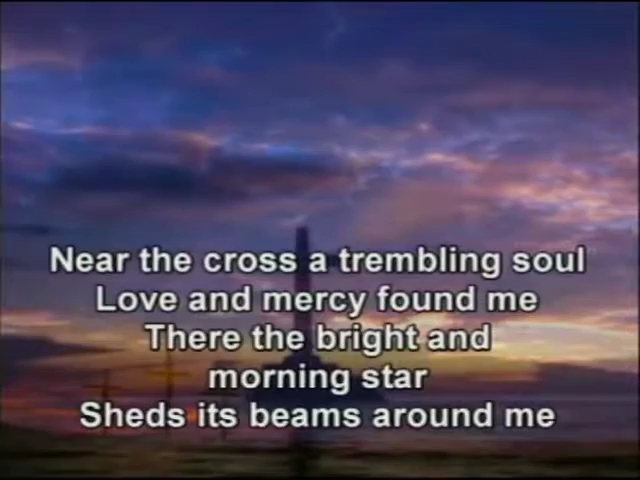 Near the cross a trembling soul
Love and mercy found me
There the bright and
morning star
Sheds its beams around me